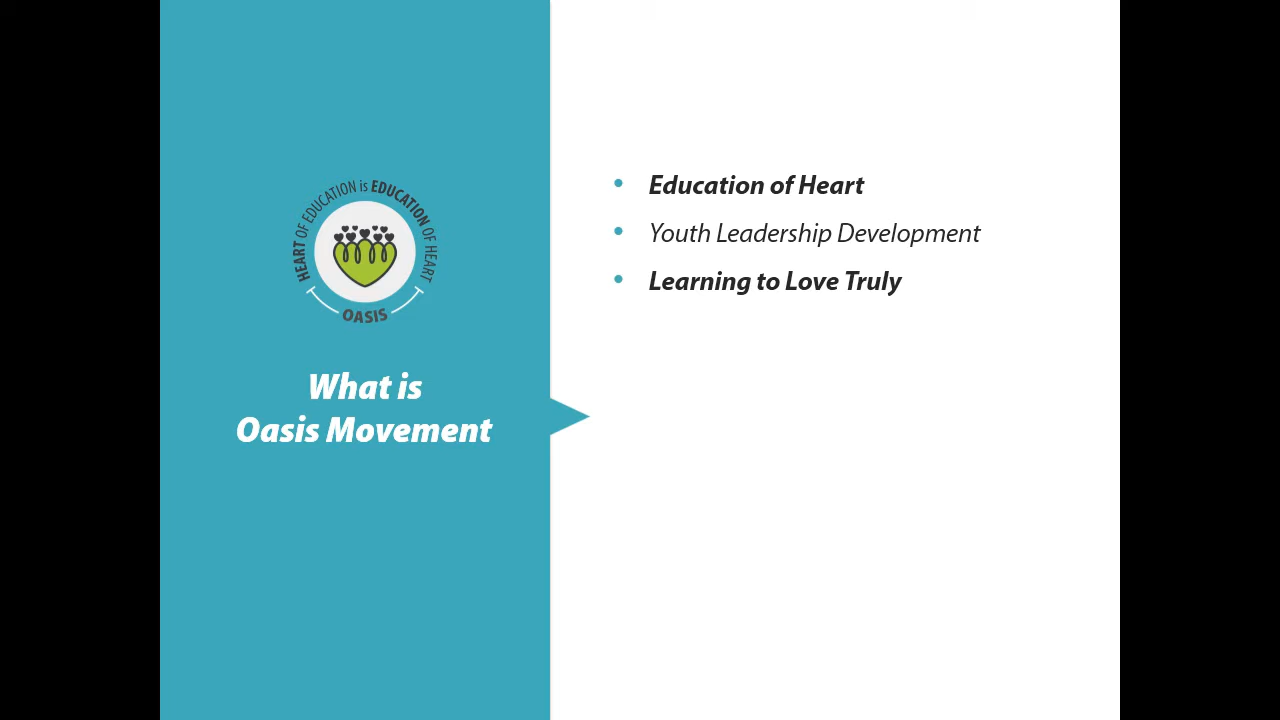 HEART OF EDUCATION is EDUCATION OF HEART
OASIS
What is
Oasis Movement
• Education of Heart
• Youth Leadership Development
• Learning to Love Truly